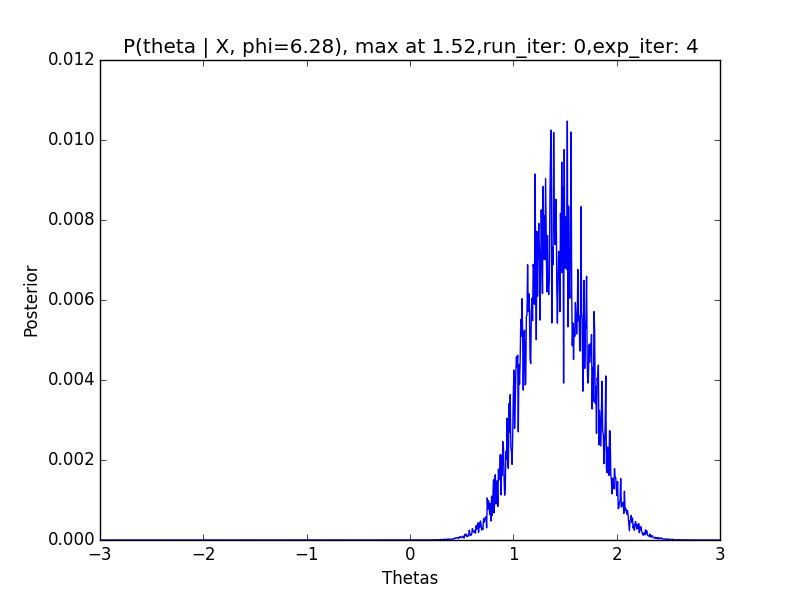 P(theta | X, phi=6.28), max at 1.52,run_iter: 0,exp_iter: 4
0.012
0.010
0.008
0.006
0.004
0.002
0.000
Posterior
−3 −2 −1 0 1 2 3
Thetas